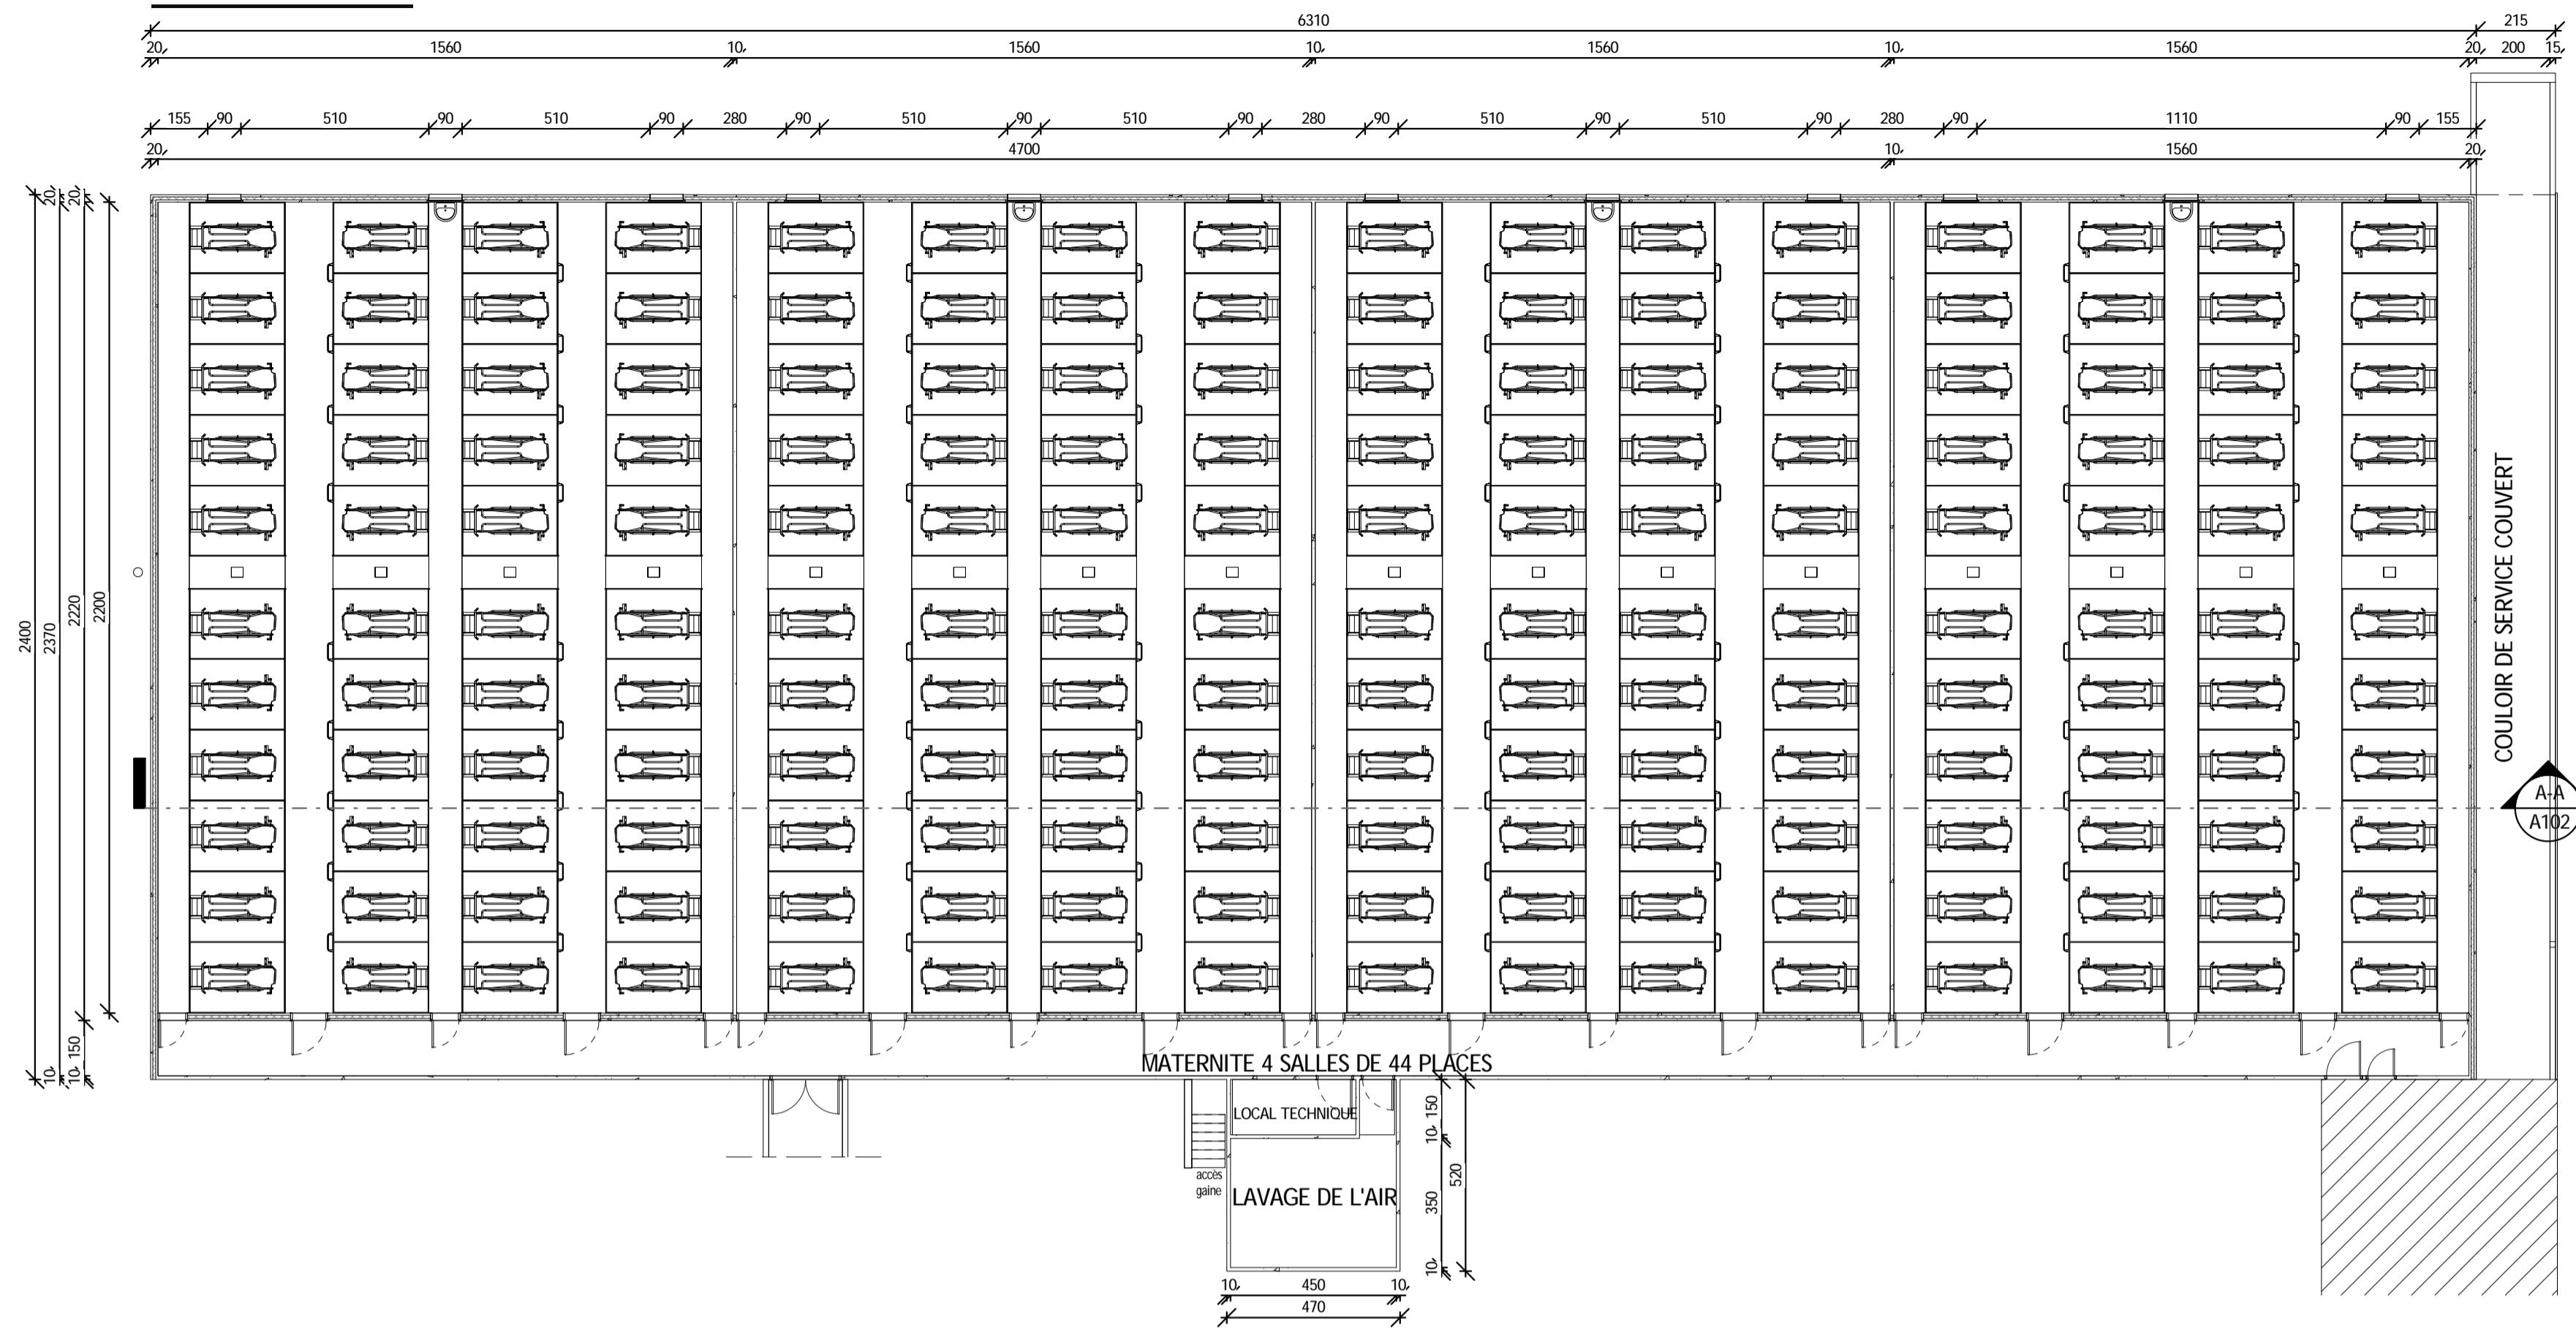 6310 215
20 1560 10 1560 10 1560 10 1560 20 200 15
155 90 510 90 510 90 280 90 510 90 510 90 280 90 510 90 510 90 280 90 1110 90 155
20 4700 10 1560 20
20 20
2400 2370 2220 2200
10 10 150
COULOIR DE SERVICE COUVERT
A-A
A102
MATERNITE 4 SALLES DE 44 PLACES
LOCAL TECHNIQUE
accès
gaine
LAVAGE DE L'AIR
150
10
520
350
10
10 450 10
470